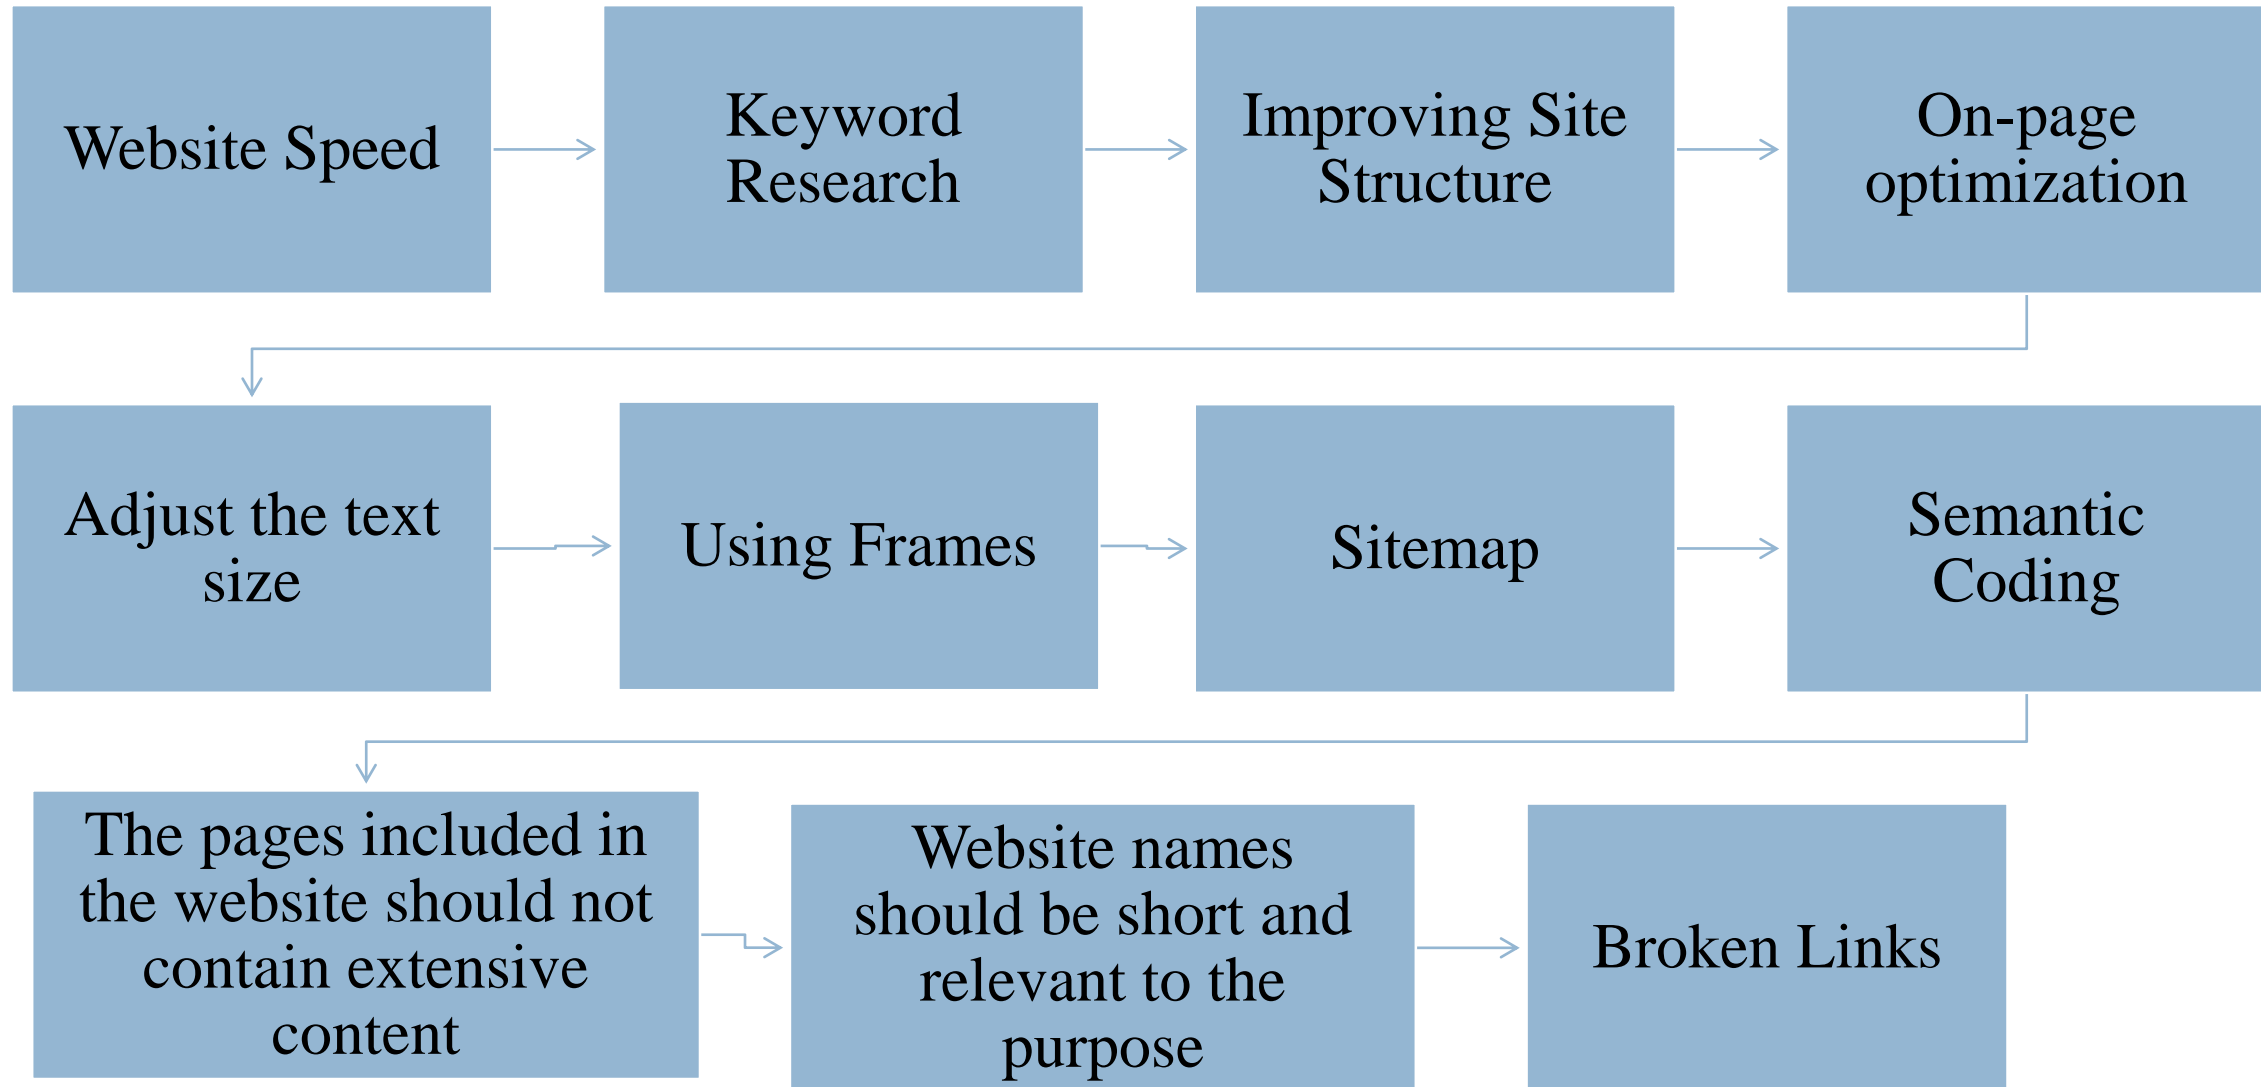 Website Speed
Keyword
Research
Improving Site
Structure
On-page
optimization
Adjust the text
size
Using Frames
Sitemap
Semantic
Coding
The pages included in
the website should not
contain extensive
content
Website names
should be short and
relevant to the
purpose
Broken Links